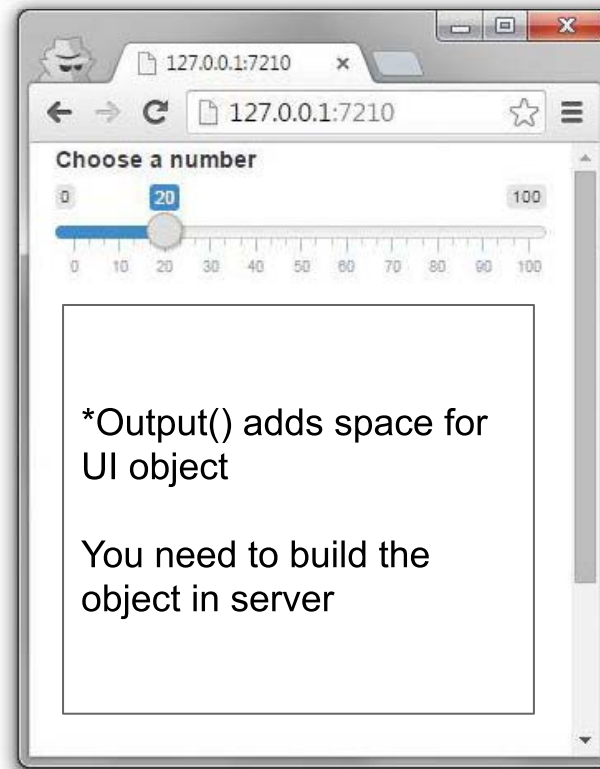 127.0.0.1:7210
127.0.0.1:7210
Choose a number
0 20 100
0 10 20 30 40 50 60 70 80 90 100
*Output() adds space for
UI object
You need to build the
object in server